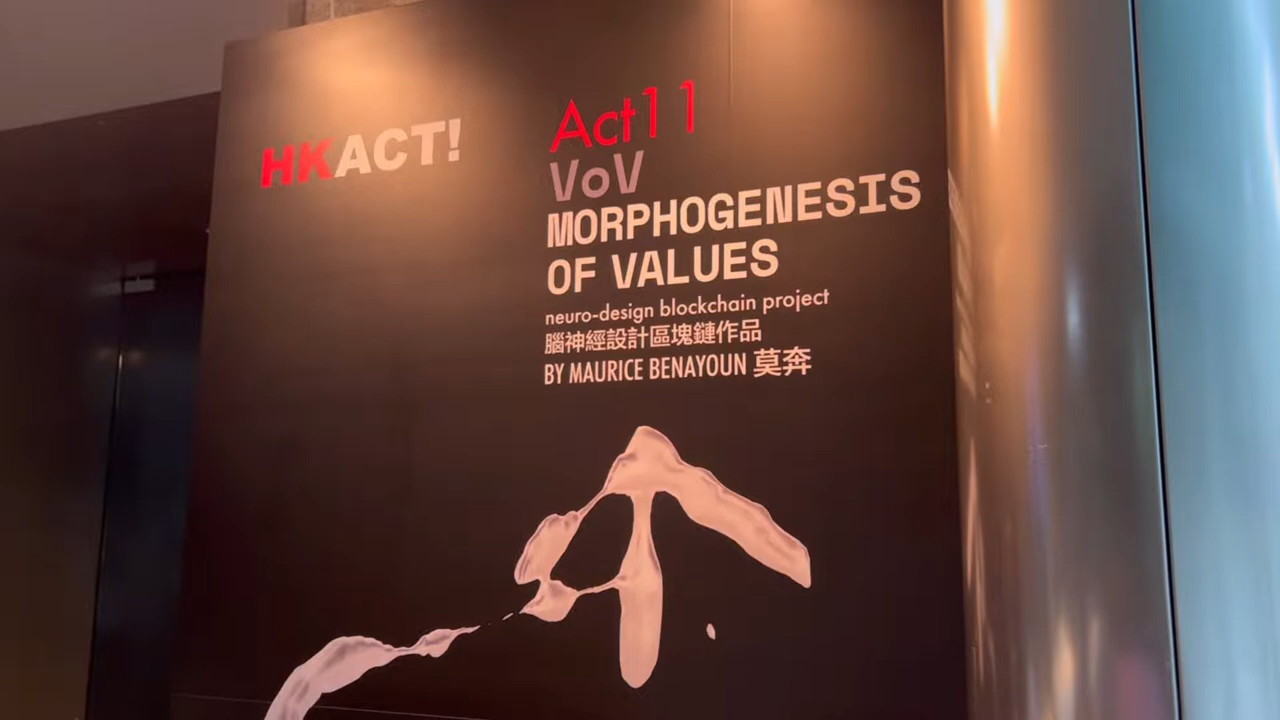 HKACT!
Act11
VoV
MORPHOGENESIS
OF VALUES
neuro-design blockchain project
腦神經設計區塊鏈作品
BY MAURICE BENAYOUN 莫奔